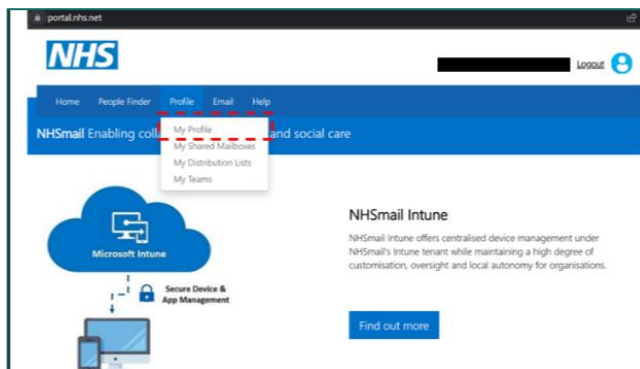 portal.nhs.net
NHS
Logout
Home People Finder Profile Email Help
NHSmail Enabling coll and social care
My Profile
My Shared Mailboxes
My Distribution Lists
My Teams
Microsoft Intune
Secure Device &
App Management
NHSmail Intune
NHSmail Intune offers centralised device management under
NHSmail's Intune tenant while maintaining a high degree of
customisation, oversight and local autonomy for organisations.
Find out more